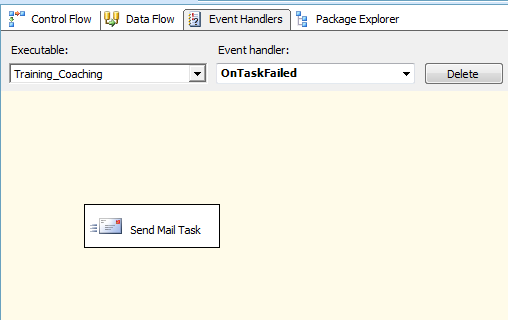 Control Flow Data Flow Event Handlers Package Explorer
Executable: Event handler:
Training_Coaching OnTaskFailed Delete
Send Mail Task